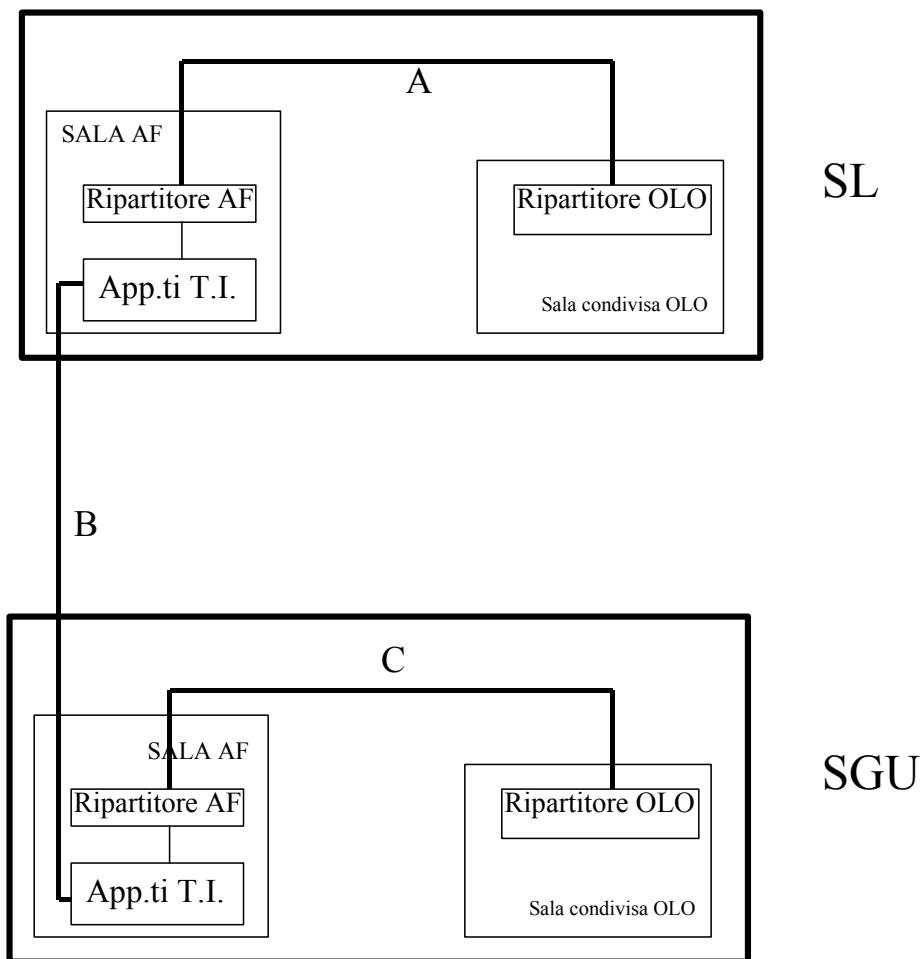 A
SALA AF
SL
Ripartitore AF
Ripartitore OLO
App.ti T.I.
Sala condivisa OLO
B
C
SALA AF
SGU
Ripartitore AF
Ripartitore OLO
App.ti T.I.
Sala condivisa OLO